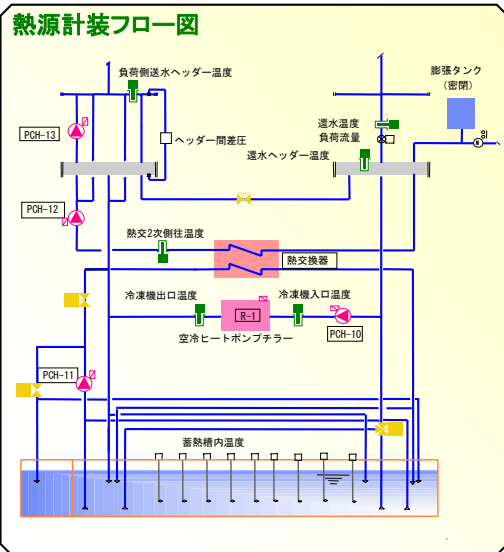 熱源計装フロー図
負荷側送水ヘッダー温度
膨張タンク
(密閉)
PCH-13
ヘッダー間差圧
還水温度
負荷流量
還水ヘッダー温度
PCH-12
熱交2次側往温度
熱交換器
冷凍機出口温度
冷凍機入口温度
R-1
空冷ヒートポンプチラー
PCH-10
PCH-11
蓄熱槽内温度